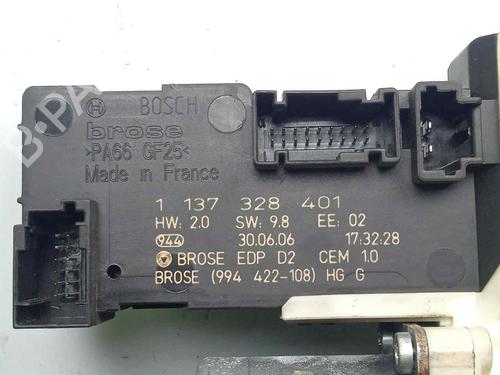 BOSCH
brose
>PA66 GF25<
Made in France
1 137 328 401
HW: 2.0 SW: 9.8 EE: 02
944 30.06.06 17:32:28
BROSE EDP D2 CEM 1.0
BROSE (994 422-108) HG G
B-PA